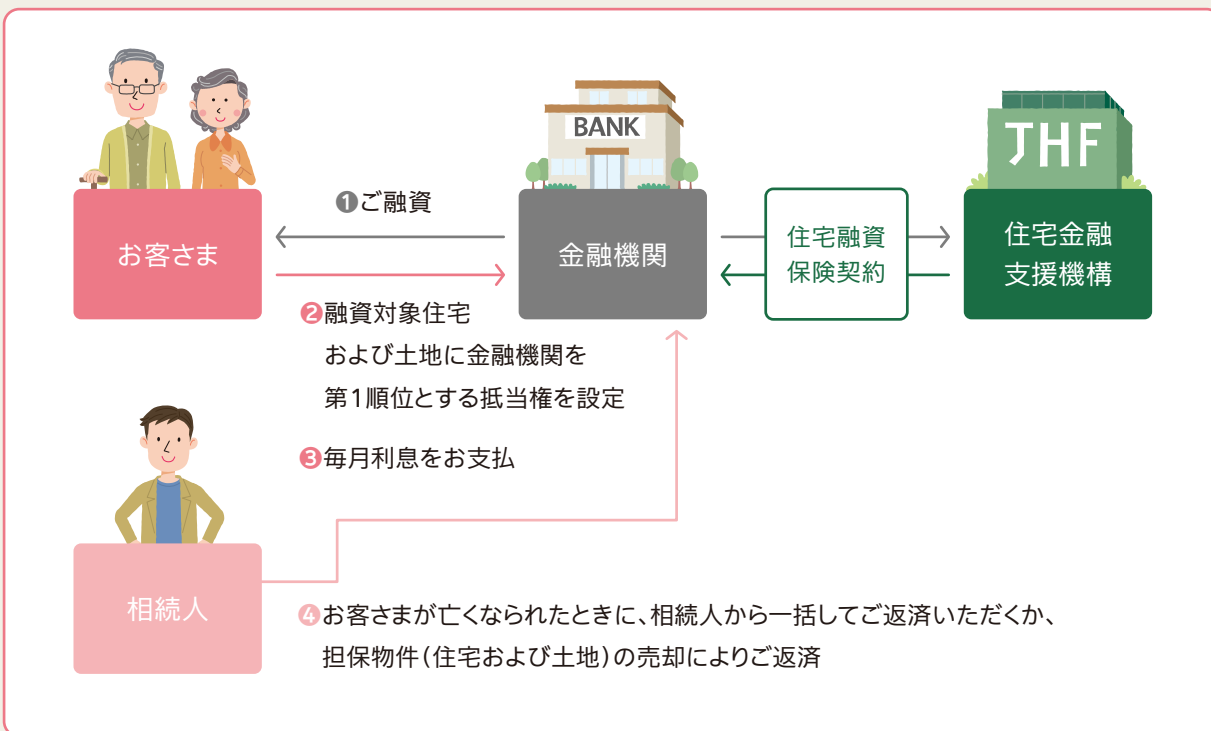 BANK
JHF
お客さま
❶ご融資
金融機関
住宅融資
保険契約
住宅金融
支援機構
❷融資対象住宅
および土地に金融機関を
第1順位とする抵当権を設定
❸毎月利息をお支払
相続人
❹お客さまが亡くなられたときに、相続人から一括してご返済いただくか、
担保物件(住宅および土地)の売却によりご返済